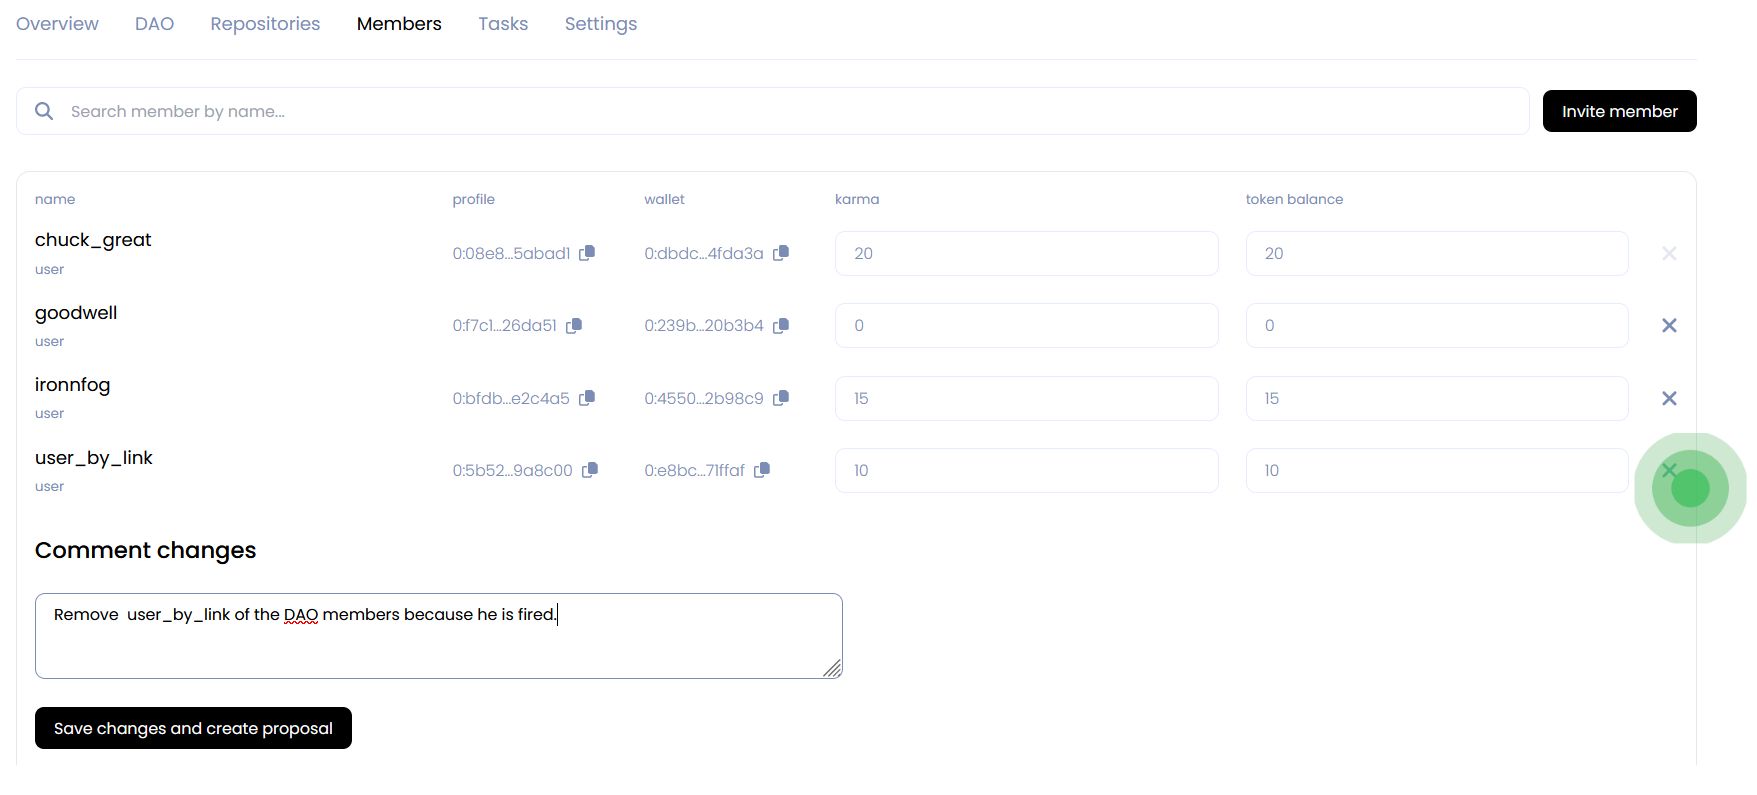 Overview DAO Repositories Members Tasks Settings
Search member by name...
Invite member
name profile wallet karma token balance
chuck_great
user
0:08e8...5abad1 0:dbdc...4fda3a 20 20
goodwell
user
0:f7c1...26da51 0:239b...20b3b4 0 0
ironnfog
user
0:bfdb...e2c4a5 0:4550...2b98c9 15 15
user_by_link
user
0:5b52...9a8c00 0:e8bc...71ffaf 10 10
Comment changes
Remove  user_by_link of the DAO members because he is fired.
Save changes and create proposal